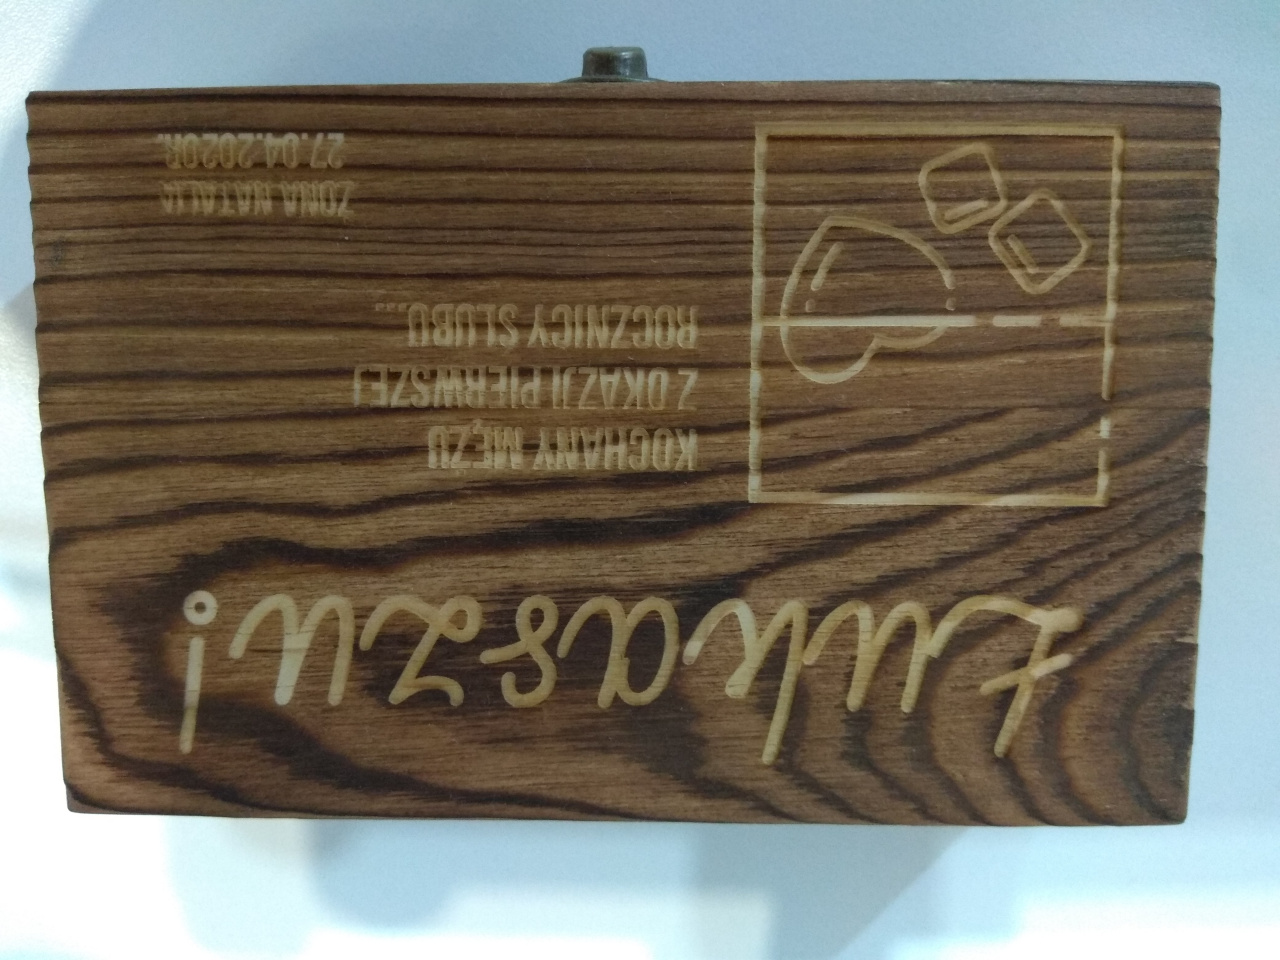 Łukaszu!
KOCHANY MĘŻU
Z OKAZJI PIERWSZEJ
ROCZNICY ŚLUBU...
ŻONA NATALIA
27.04.2020R.